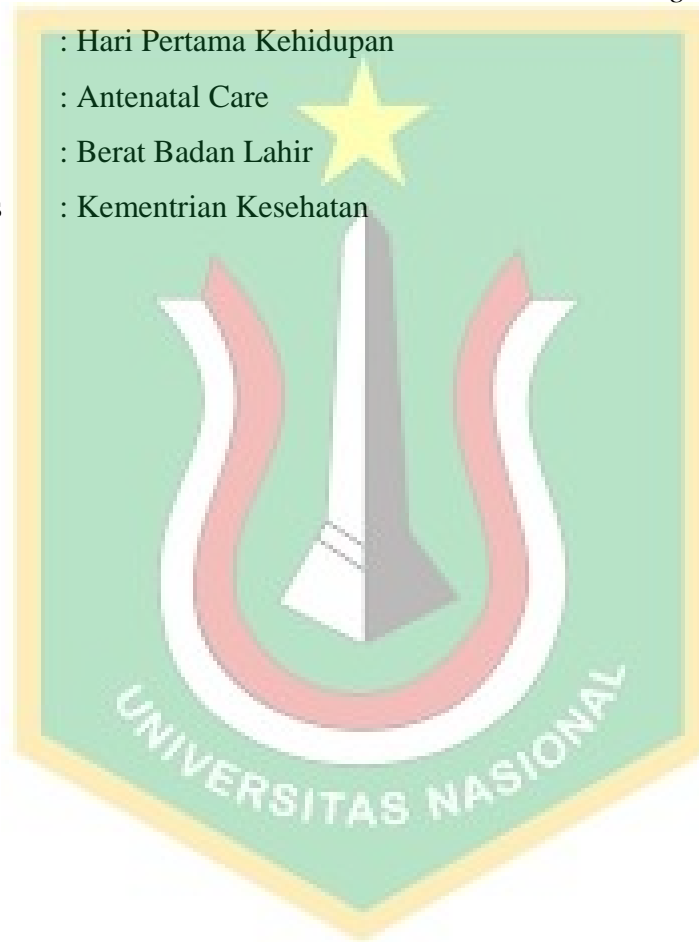 : Hari Pertama Kehidupan
: Antenatal Care
: Berat Badan Lahir
: Kementrian Kesehatan
UNIVERSITAS NASIONAL